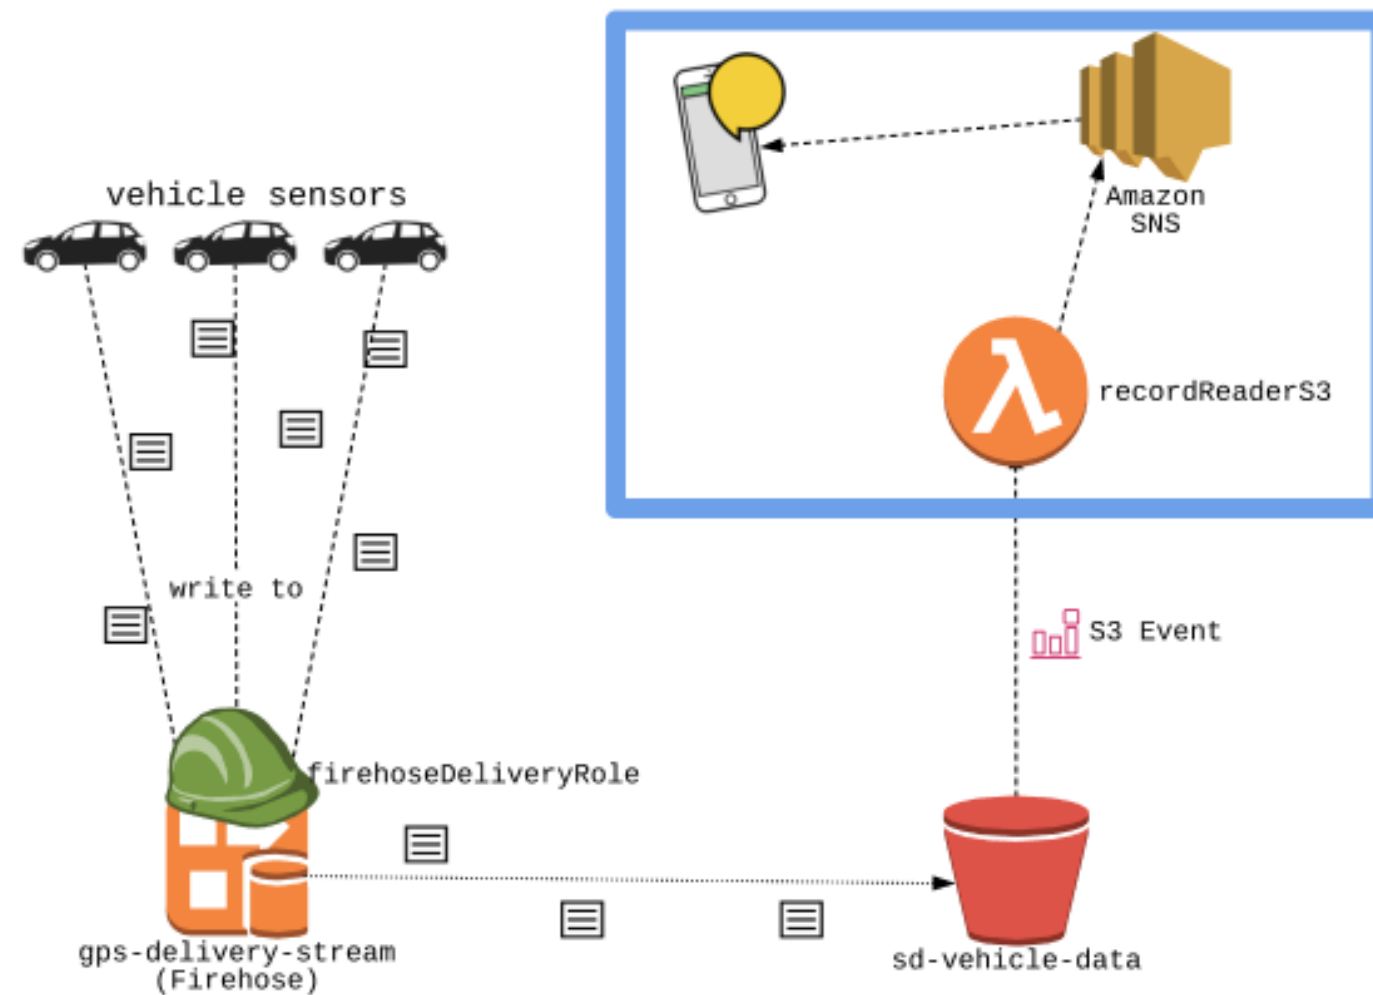 vehicle sensors
Amazon
SNS
recordReaderS3
write to
S3 Event
firehoseDeliveryRole
gps-delivery-stream
(Firehose)
sd-vehicle-data